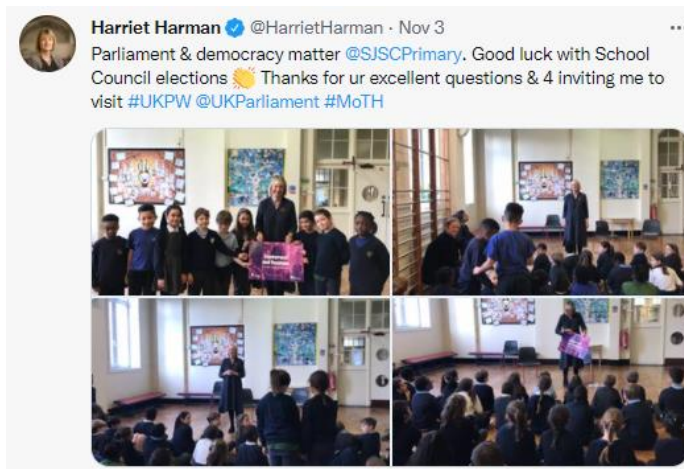 Harriet Harman @HarrietHarman · Nov 3
Parliament & democracy matter @SJSCPrimary. Good luck with School
Council elections 👏 Thanks for ur excellent questions & 4 inviting me to
visit #UKPW @UKParliament #MoTH